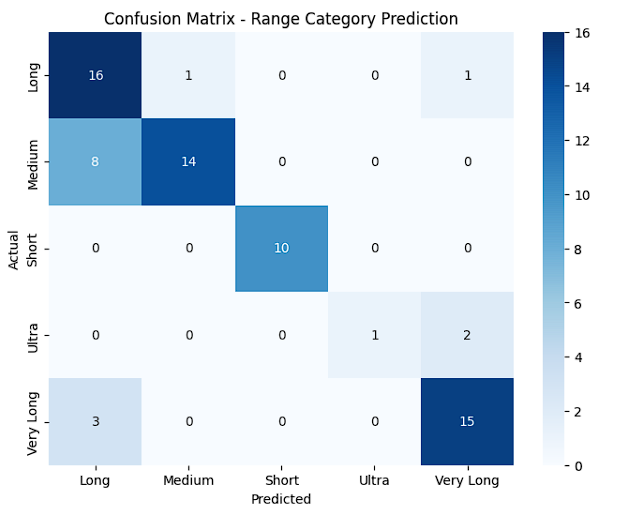 Confusion Matrix - Range Category Prediction
Actual
Long 16 1 0 0 1
Medium 8 14 0 0 0
Short 0 0 10 0 0
Ultra 0 0 0 1 2
Very Long 3 0 0 0 15
Long Medium Short Ultra Very Long
Predicted
16
14
12
10
8
6
4
2
0